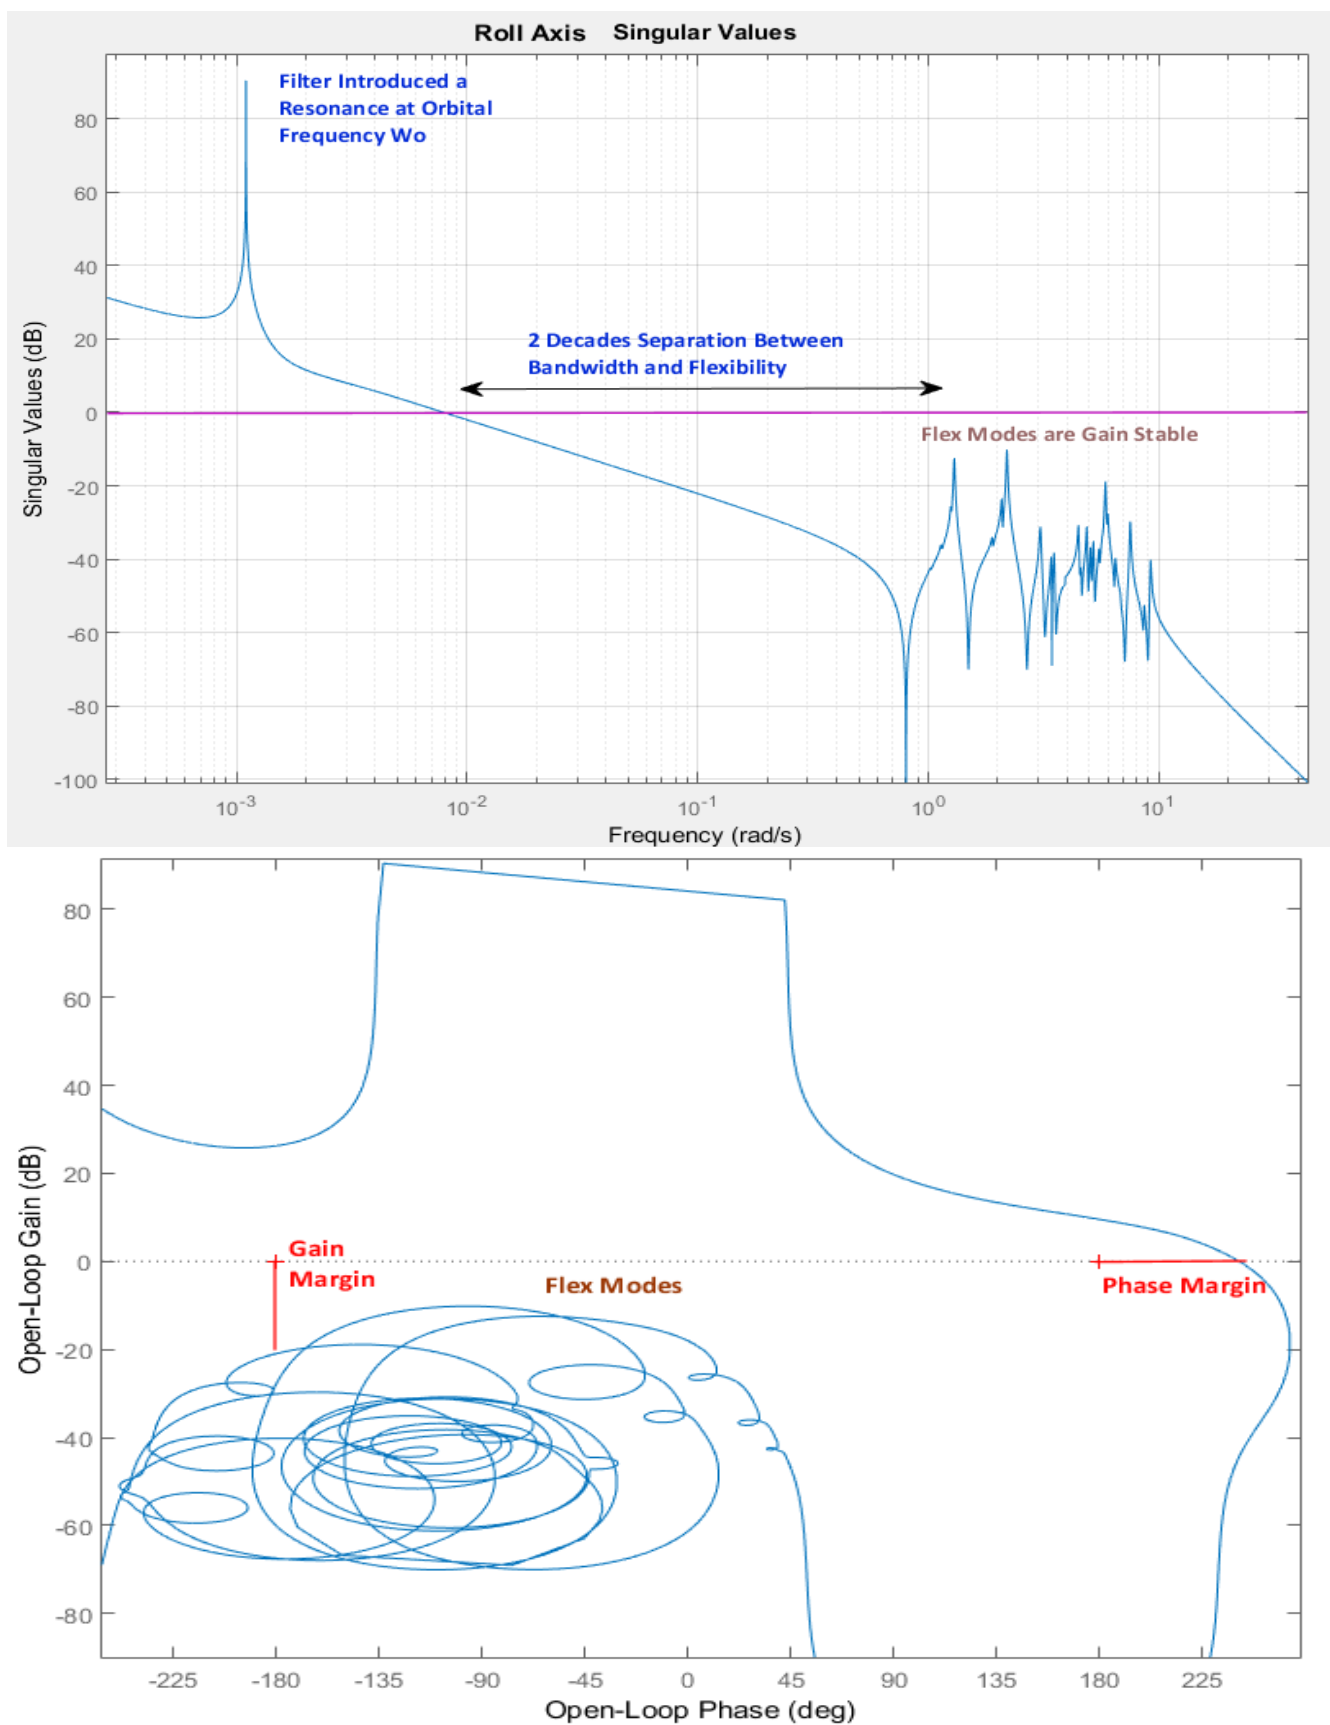 Roll Axis Singular Values
Filter Introduced a
Resonance at Orbital
Frequency Wo
80
60
40
20
0
-20
-40
-60
-80
-100
Singular Values (dB)
2 Decades Separation Between
Bandwidth and Flexibility
Flex Modes are Gain Stable
10-3
10-2
10-1
100
101
Frequency (rad/s)
80
60
40
20
0
-20
-40
-60
-80
Open-Loop Gain (dB)
Gain
Margin
Flex Modes
Phase Margin
-225
-180
-135
-90
-45
0
45
90
135
180
225
Open-Loop Phase (deg)